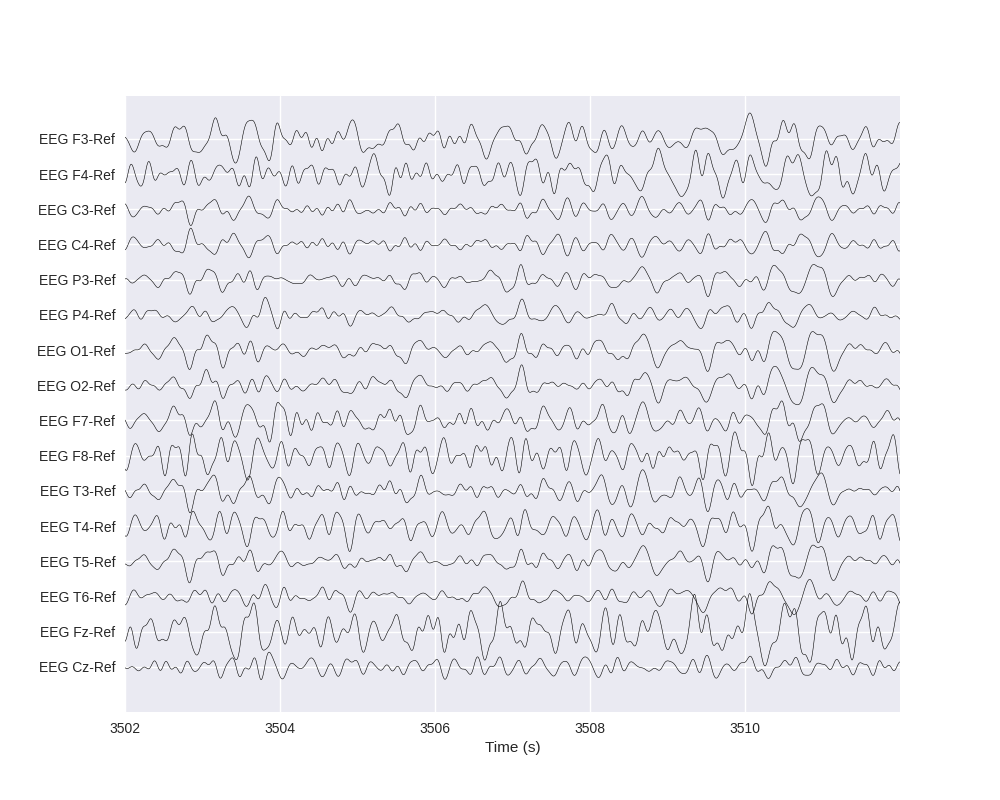 EEG F3-Ref
EEG F4-Ref
EEG C3-Ref
EEG C4-Ref
EEG P3-Ref
EEG P4-Ref
EEG O1-Ref
EEG O2-Ref
EEG F7-Ref
EEG F8-Ref
EEG T3-Ref
EEG T4-Ref
EEG T5-Ref
EEG T6-Ref
EEG Fz-Ref
EEG Cz-Ref
3502 3504 3506 3508 3510
Time (s)